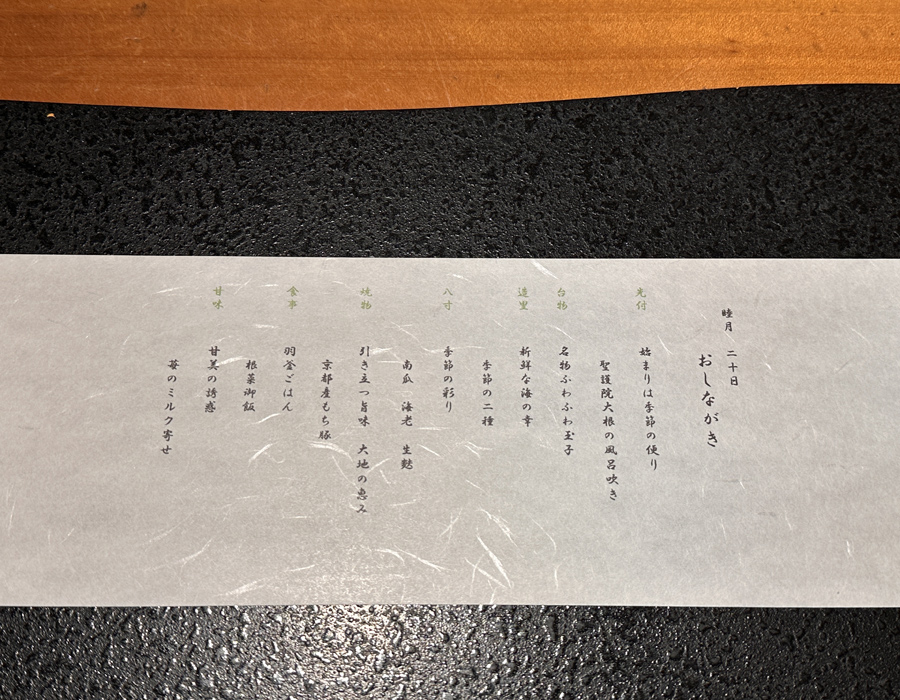 睦月 二十日
おしながき
先付
始まりは季節の便り
聖護院大根の風呂吹き
台物
名物ふわふわ玉子
造里
新鮮な海の幸
季節の二種
八寸
季節の彩り
南瓜 海老 生麩
焼物
引き立つ旨味 大地の恵み
京都産もち豚
食事
羽釜ごはん
根菜御飯
甘味
甘美の誘惑
苺のミルク寄せ